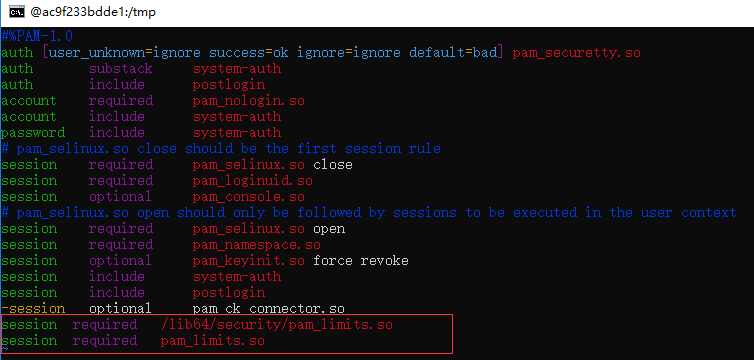 @ac9f233bdde1:/tmp
#%PAM-1.0
auth [user_unknown=ignore success=ok ignore=ignore default=bad] pam_securetty.so
auth substack system-auth
auth include postlogin
account required pam_nologin.so
account include system-auth
password include system-auth
# pam_selinux.so close should be the first session rule
session required pam_selinux.so close
session required pam_loginuid.so
session optional pam_console.so
# pam_selinux.so open should only be followed by sessions to be executed in the user context
session required pam_selinux.so open
session required pam_namespace.so
session optional pam_keyinit.so force revoke
session include system-auth
session include postlogin
-session optional pam_ck_connector.so
session required /lib64/security/pam_limits.so
session required pam_limits.so
~